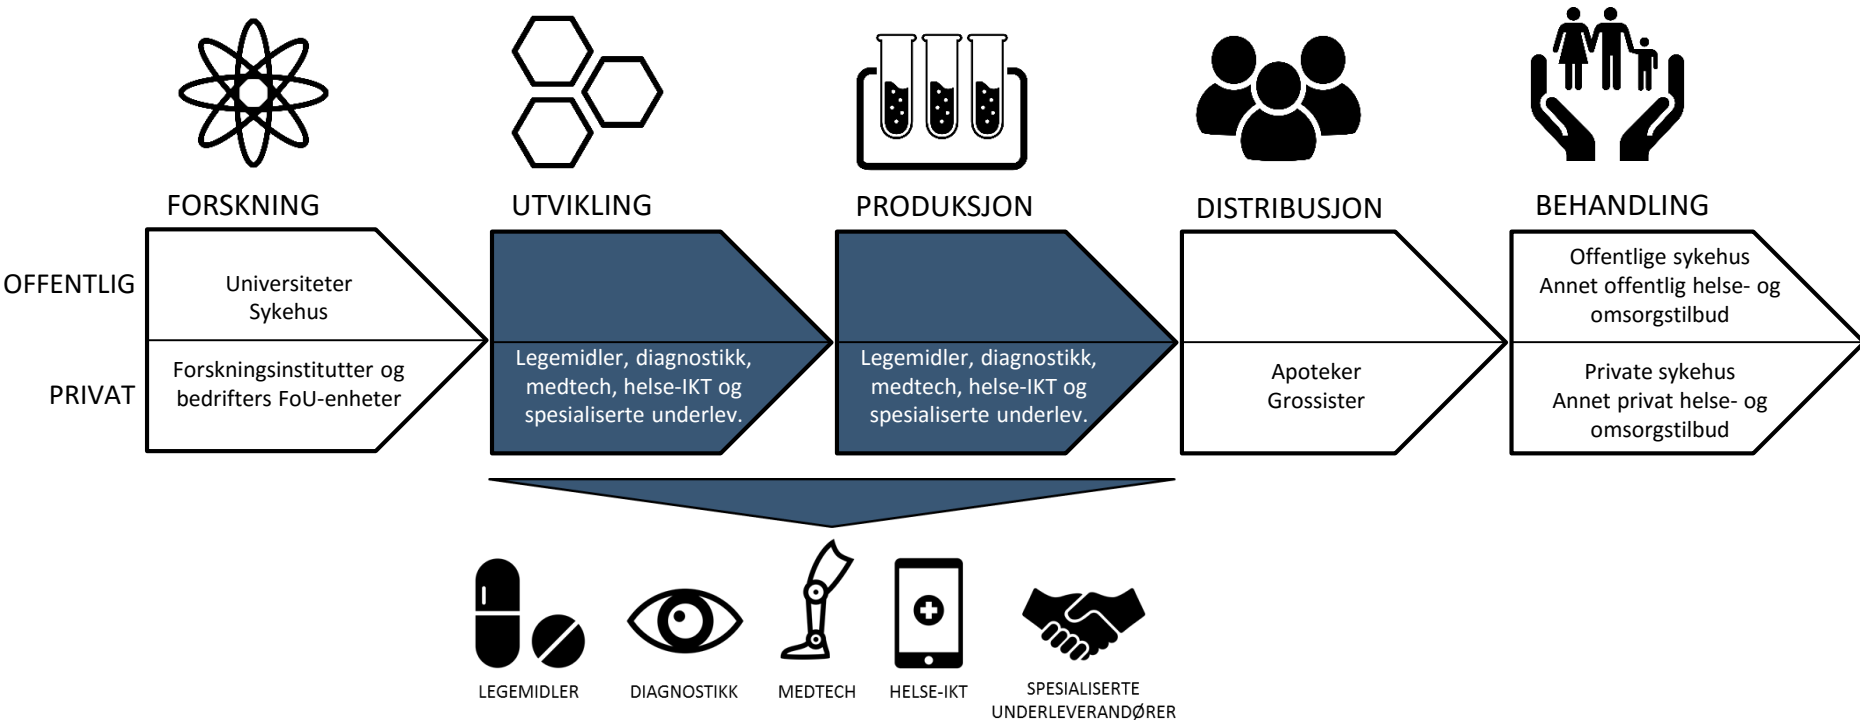 FORSKNING
UTVIKLING
PRODUKSJON
DISTRIBUSJON
BEHANDLING
OFFENTLIG
Universiteter
Sykehus
Offentlige sykehus
Annet offentlig helse- og
omsorgstilbud
PRIVAT
Forskningsinstitutter og
bedrifters FoU-enheter
Legemidler, diagnostikk,
medtech, helse-IKT og
spesialiserte underlev.
Legemidler, diagnostikk,
medtech, helse-IKT og
spesialiserte underlev.
Apoteker
Grossister
Private sykehus
Annet privat helse- og
omsorgstilbud
LEGEMIDLER
DIAGNOSTIKK
MEDTECH
HELSE-IKT
SPESIALISERTE
UNDERLEVERANDØRER